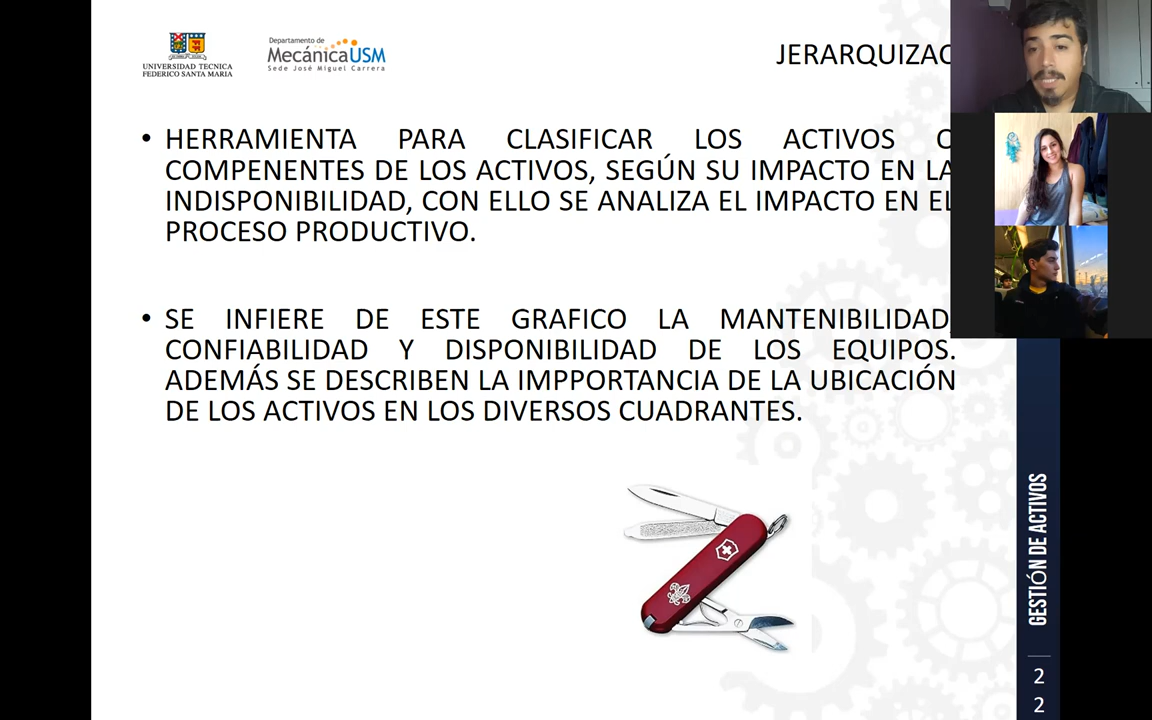 UNIVERSIDAD TECNICA
FEDERICO SANTA MARIA
Departamento de
MecánicaUSM
Sede José Miguel Carrera
JERARQUIZAC
• HERRAMIENTA PARA CLASIFICAR LOS ACTIVOS O
COMPENENTES DE LOS ACTIVOS, SEGÚN SU IMPACTO EN LA
INDISPONIBILIDAD, CON ELLO SE ANALIZA EL IMPACTO EN EL
PROCESO PRODUCTIVO.
• SE INFIERE DE ESTE GRAFICO LA MANTENIBILIDAD,
CONFIABILIDAD Y DISPONIBILIDAD DE LOS EQUIPOS.
ADEMÁS SE DESCRIBEN LA IMPPORTANCIA DE LA UBICACIÓN
DE LOS ACTIVOS EN LOS DIVERSOS CUADRANTES.
GESTIÓN DE ACTIVOS
2
2